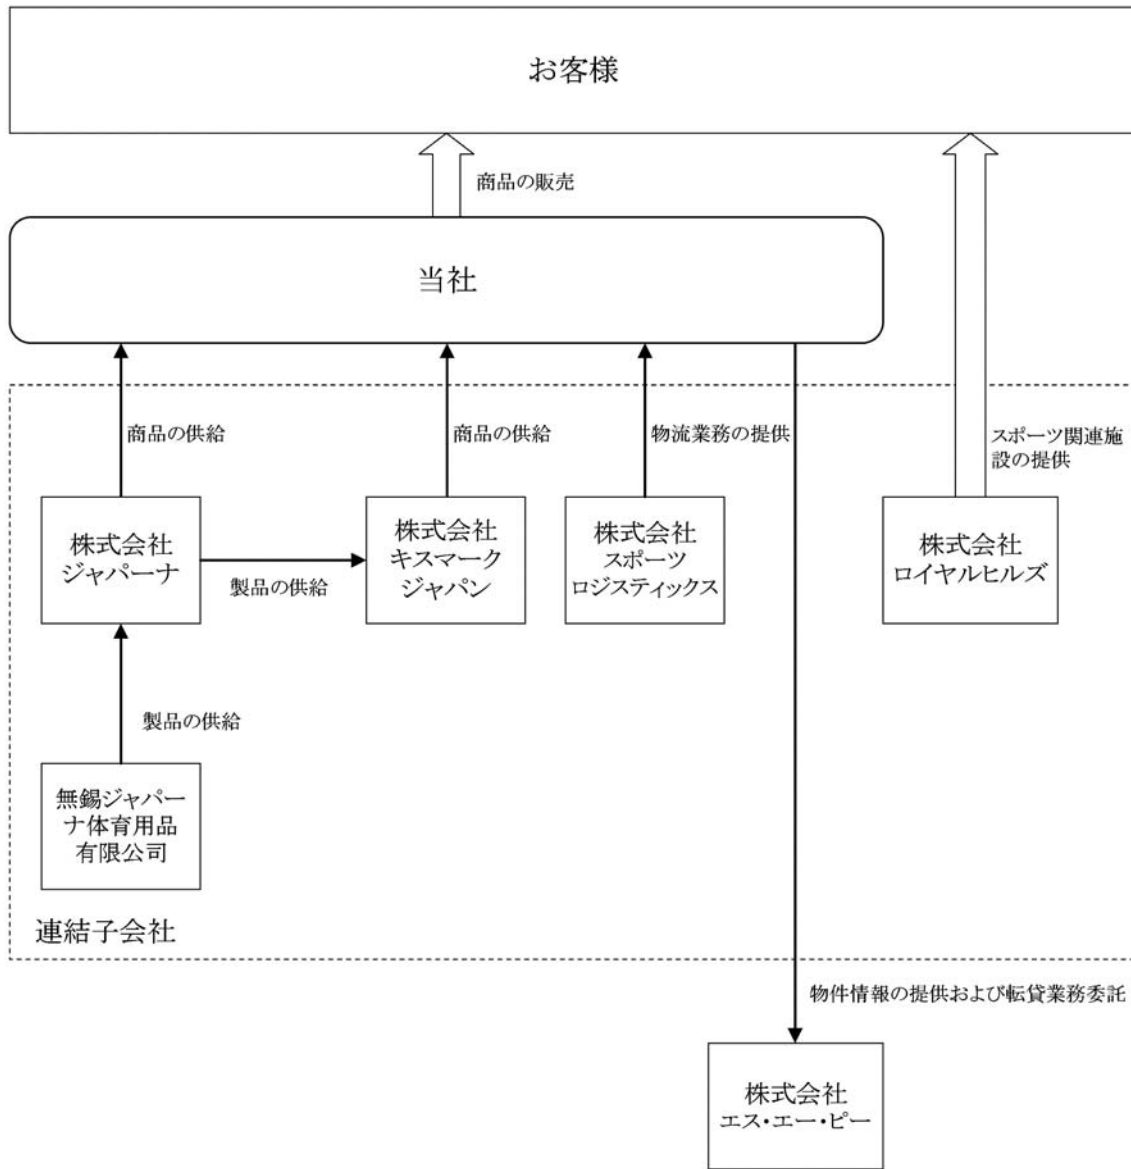 お客様
商品の販売
当社
商品の供給
商品の供給
物流業務の提供
スポーツ関連施
設の提供
株式会社
ジャパーナ
製品の供給
株式会社
キスマーク
ジャパン
株式会社
スポーツ
ロジスティックス
株式会社
ロイヤルヒルズ
製品の供給
無錫ジャパー
ナ体育用品
有限公司
連結子会社
物件情報の提供および転貸業務委託
株式会社
エス・エー・ピー